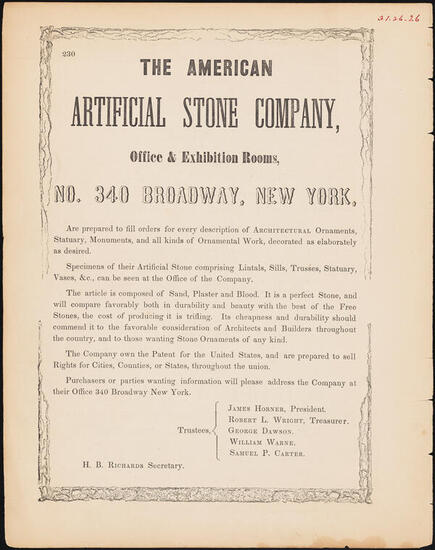 31.26.26
230
THE AMERICAN
ARTIFICIAL STONE COMPANY,
Office & Exhibition Rooms,
NO. 340 BROADWAY, NEW YORK,
Are prepared to fill orders for every description of ARCHITECTURAL Ornaments,
Statuary, Monuments, and all kinds of Ornamental Work, decorated as elaborately
as desired.
Specimens of their Artificial Stone comprising Lintals, Sills, Trusses, Statuary,
Vases, &c., can be seen at the Office of the Company.
The article is composed of Sand, Plaster and Blood. It is a perfect Stone, and
will compare favorably both in durability and beauty with the best of the Free
Stones, the cost of producing it is trifling. Its cheapness and durability should
commend it to the favorable consideration of Architects and Builders throughout
the country, and to those wanting Stone Ornaments of any kind.
The Company own the Patent for the United States, and are prepared to sell
Rights for Cities, Counties, or States, throughout the union.
Purchasers or parties wanting information will please address the Company at
their Office 340 Broadway New York.
Trustees,
JAMES HORNER, President.
ROBERT L. WRIGHT, Treasurer.
GEORGE DAWSON.
WILLIAM WARNE.
SAMUEL P. CARTER.
H. B. RICHARDS Secretary.